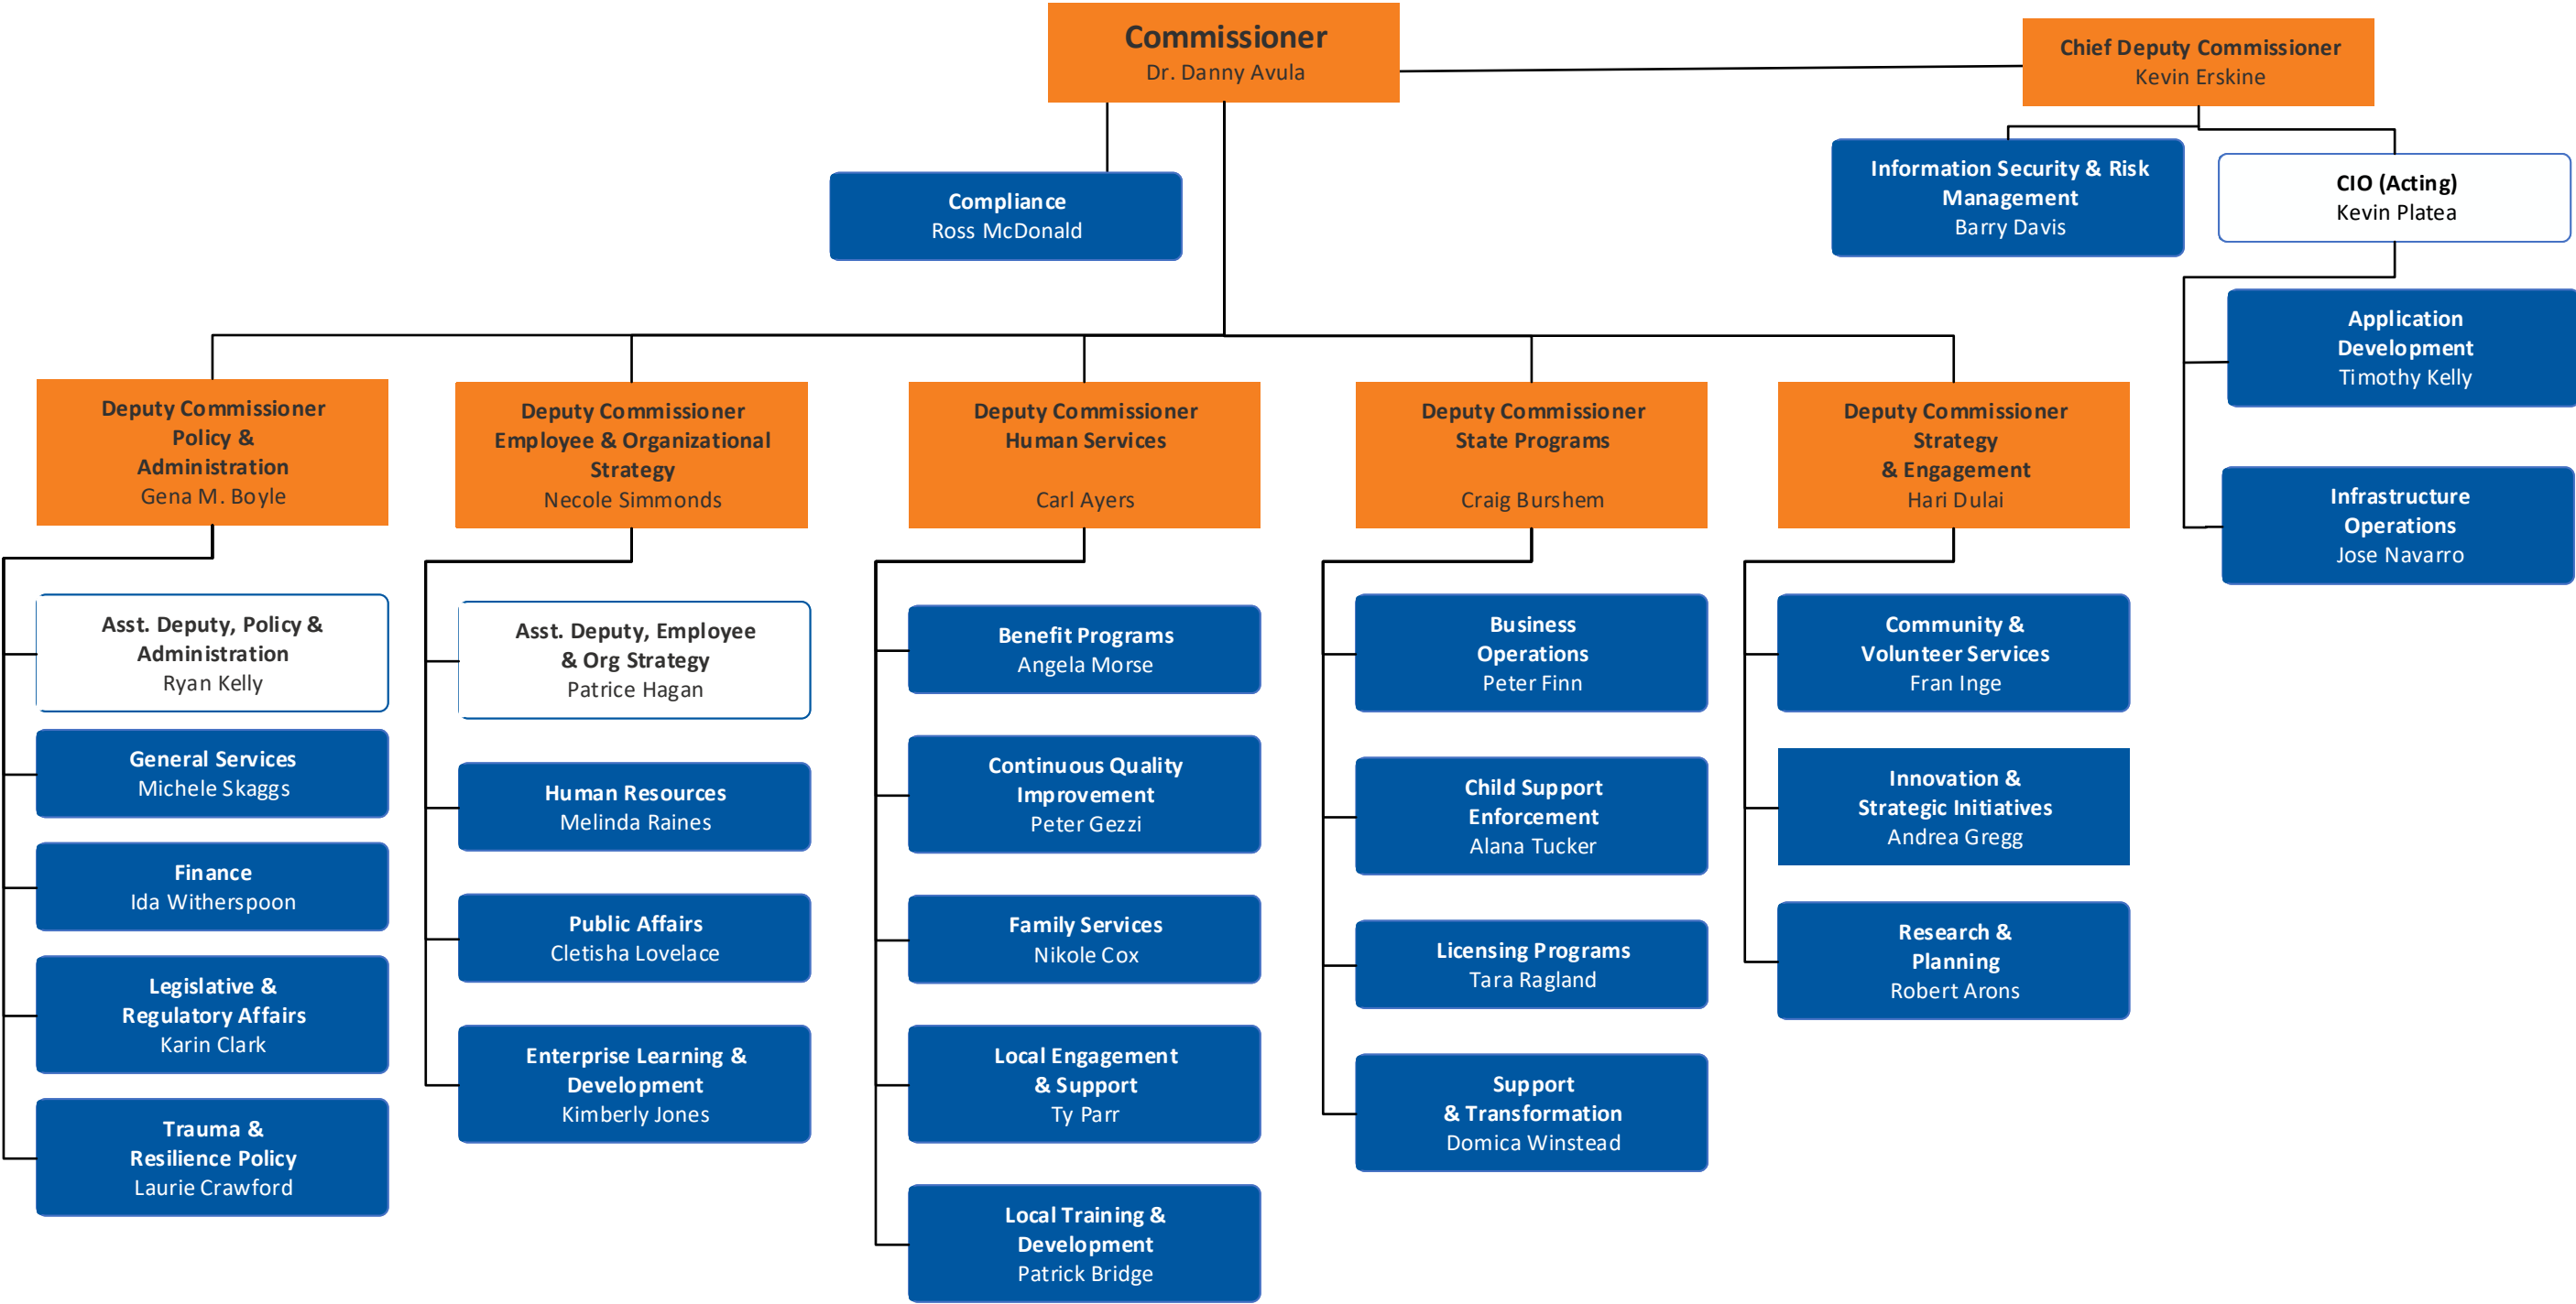 Commissioner
Dr. Danny Avula
Chief Deputy Commissioner
Kevin Erskine
Compliance
Ross McDonald
Information Security & Risk
Management
Barry Davis
CIO (Acting)
Kevin Platea
Application
Development
Timothy Kelly
Infrastructure
Operations
Jose Navarro
Deputy Commissioner
Policy &
Administration
Gena M. Boyle
Asst. Deputy, Policy &
Administration
Ryan Kelly
General Services
Michele Skaggs
Finance
Ida Witherspoon
Legislative &
Regulatory Affairs
Karin Clark
Trauma &
Resilience Policy
Laurie Crawford
Deputy Commissioner
Employee & Organizational
Strategy
Necole Simmonds
Asst. Deputy, Employee
& Org Strategy
Patrice Hagan
Human Resources
Melinda Raines
Public Affairs
Cletisha Lovelace
Enterprise Learning &
Development
Kimberly Jones
Deputy Commissioner
Human Services
Carl Ayers
Benefit Programs
Angela Morse
Continuous Quality
Improvement
Peter Gezzi
Family Services
Nikole Cox
Local Engagement
& Support
Ty Parr
Local Training &
Development
Patrick Bridge
Deputy Commissioner
State Programs
Craig Burshem
Business
Operations
Peter Finn
Child Support
Enforcement
Alana Tucker
Licensing Programs
Tara Ragland
Support
& Transformation
Domica Winstead
Deputy Commissioner
Strategy
& Engagement
Hari Dulai
Community &
Volunteer Services
Fran Inge
Innovation &
Strategic Initiatives
Andrea Gregg
Research &
Planning
Robert Arons